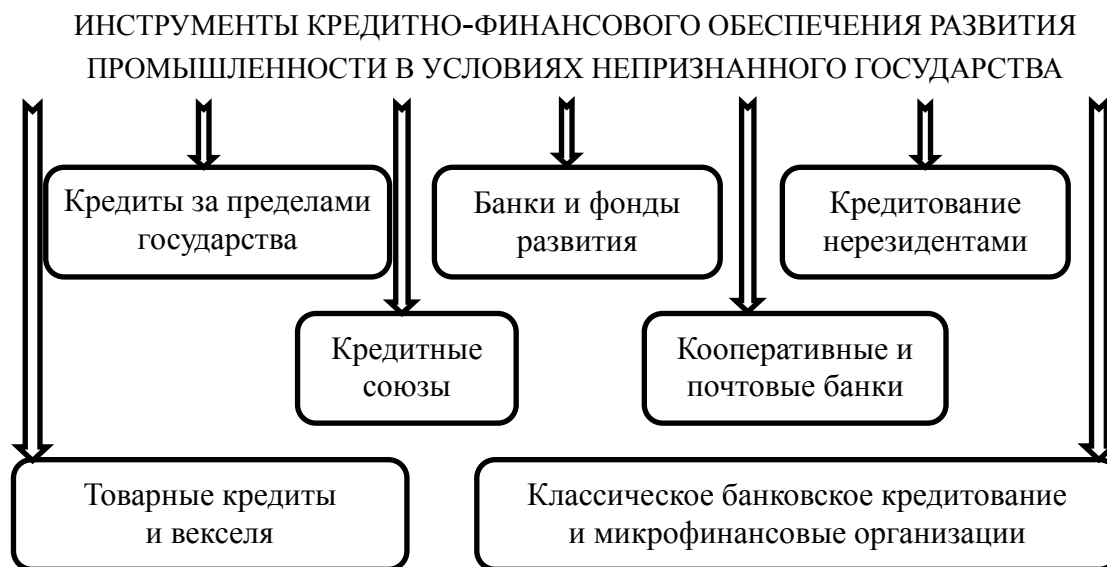 ИНСТРУМЕНТЫ КРЕДИТНО-ФИНАНСОВОГО ОБЕСПЕЧЕНИЯ РАЗВИТИЯ
ПРОМЫШЛЕННОСТИ В УСЛОВИЯХ НЕПРИЗНАННОГО ГОСУДАРСТВА
Кредиты за пределами
государства
Банки и фонды
развития
Кредитование
нерезидентами
Кредитные
союзы
Кооперативные и
почтовые банки
Товарные кредиты
и векселя
Классическое банковское кредитование
и микрофинансовые организации